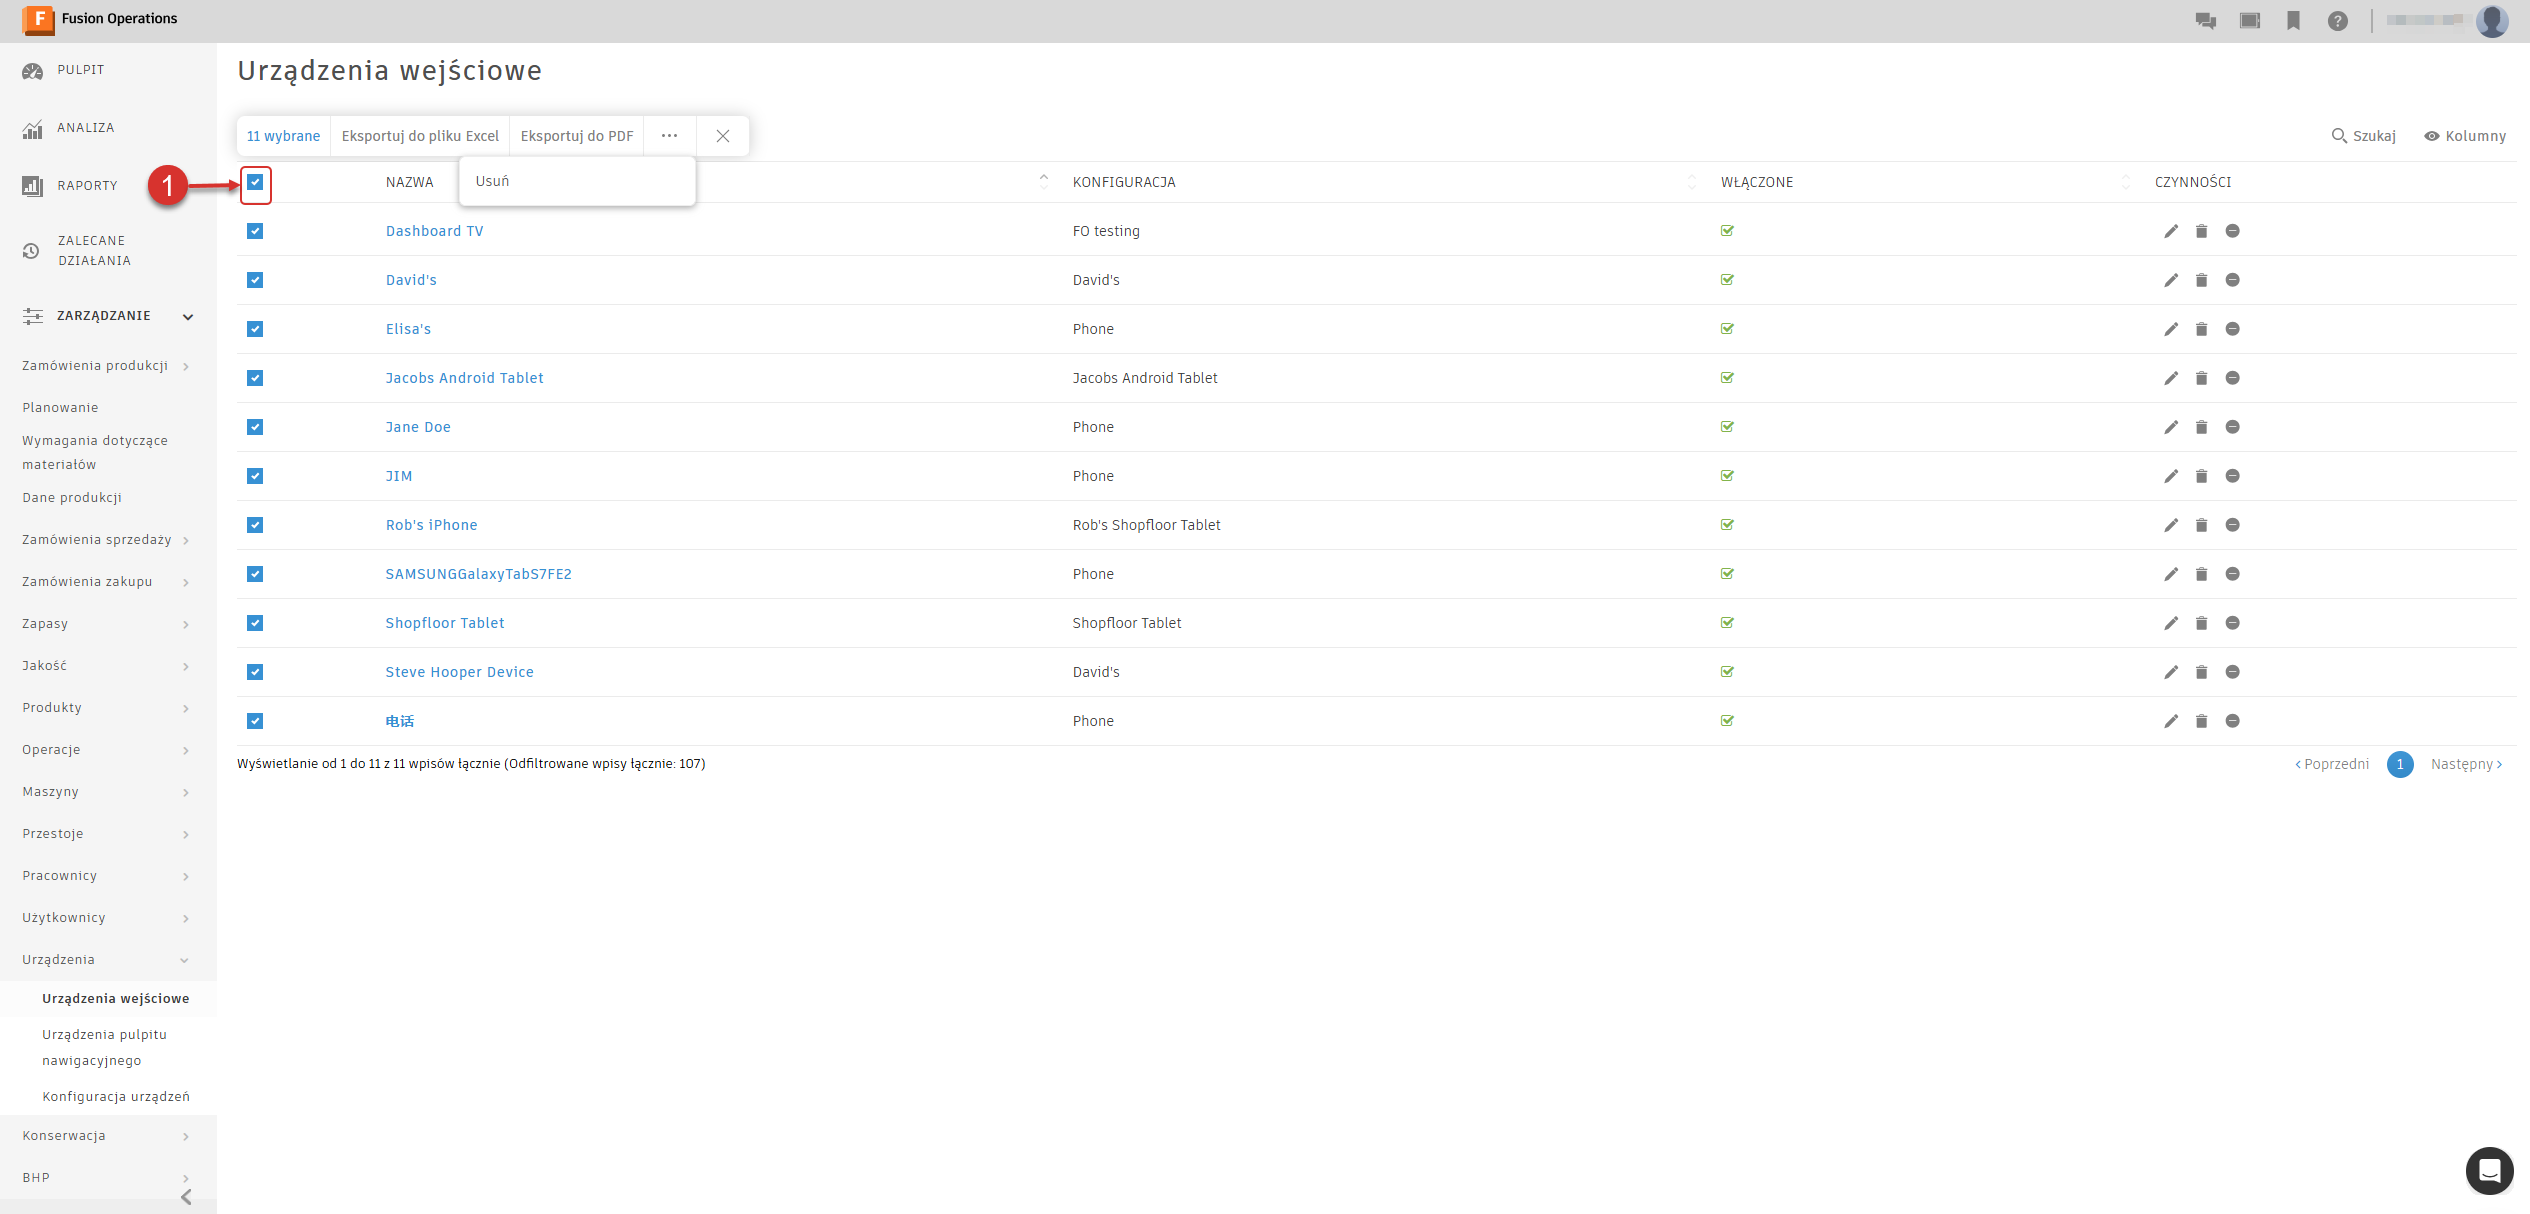 F Fusion Operations
PULPIT
ANALIZA
RAPORTY
ZALECANE
DZIAŁANIA
ZARZĄDZANIE
Zamówienia produkcji
Planowanie
Wymagania dotyczące
materiałów
Dane produkcji
Zamówienia sprzedaży
Zamówienia zakupu
Zapasy
Jakość
Produkty
Operacje
Maszyny
Przestoje
Pracownicy
Użytkownicy
Urządzenia
Urządzenia wejściowe
Urządzenia pulpitu
nawigacyjnego
Konfiguracja urządzeń
Konserwacja
BHP
Urządzenia wejściowe
11 wybrane Eksportuj do pliku Excel Eksportuj do PDF ... Szukaj Kolumny
1 NAZWA Usuń KONFIGURACJA WŁĄCZONE CZYNNOŚCI
Dashboard TV FO testing
David's David's
Elisa's Phone
Jacobs Android Tablet Jacobs Android Tablet
Jane Doe Phone
JIM Phone
Rob's iPhone Rob's Shopfloor Tablet
SAMSUNGGalaxyTabS7FE2 Phone
Shopfloor Tablet Shopfloor Tablet
Steve Hooper Device David's
电话 Phone
Wyświetlanie od 1 do 11 z 11 wpisów łącznie (Odfiltrowane wpisy łącznie: 107) Poprzedni 1 Następny